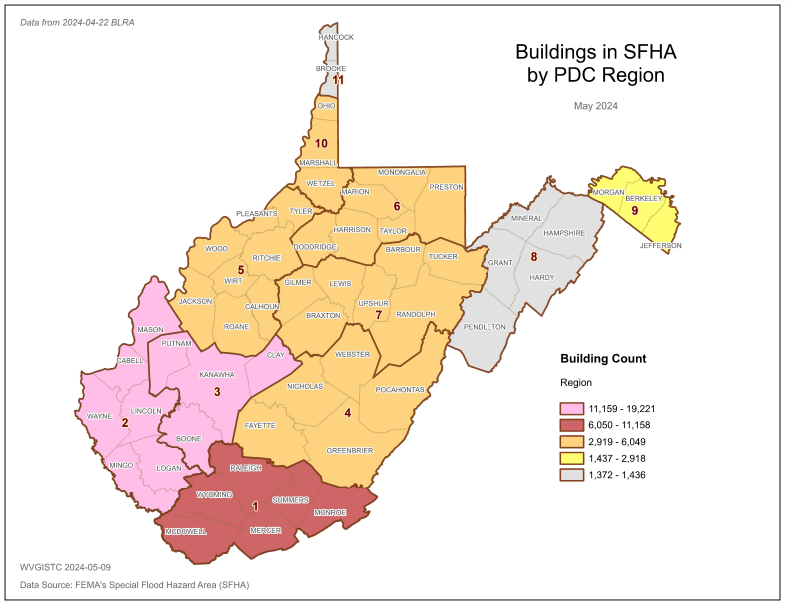 Data from 2024-04-22 BLRA
Buildings in SFHA
by PDC Region
May 2024
HANCOCK
BROOKE
11
OHIO
10
MARSHALL
WETZEL
MONONGALIA
MARION
PRESTON
6
TYLER
PLEASANTS
HARRISON
TAYLOR
DODDRIDGE
BARBOUR
TUCKER
WOOD
RITCHIE
5
WIRT
GILMER
LEWIS
JACKSON
CALHOUN
UPSHUR
7
RANDOLPH
BRAXTON
ROANE
MORGAN
BERKELEY
9
JEFFERSON
MINERAL
HAMPSHIRE
8
GRANT
HARDY
PENDLETON
MASON
PUTNAM
CLAY
WEBSTER
CABELL
KANAWHA
3
NICHOLAS
POCAHONTAS
4
WAYNE
LINCOLN
2
FAYETTE
BOONE
GREENBRIER
MINGO
LOGAN
RALEIGH
WYOMING
SUMMERS
1
MONROE
MCDOWELL
MERCER
Building Count
Region
11,159 - 19,221
6,050 - 11,158
2,919 - 6,049
1,437 - 2,918
1,372 - 1,436
WVGISTC 2024-05-09
Data Source: FEMA's Special Flood Hazard Area (SFHA)